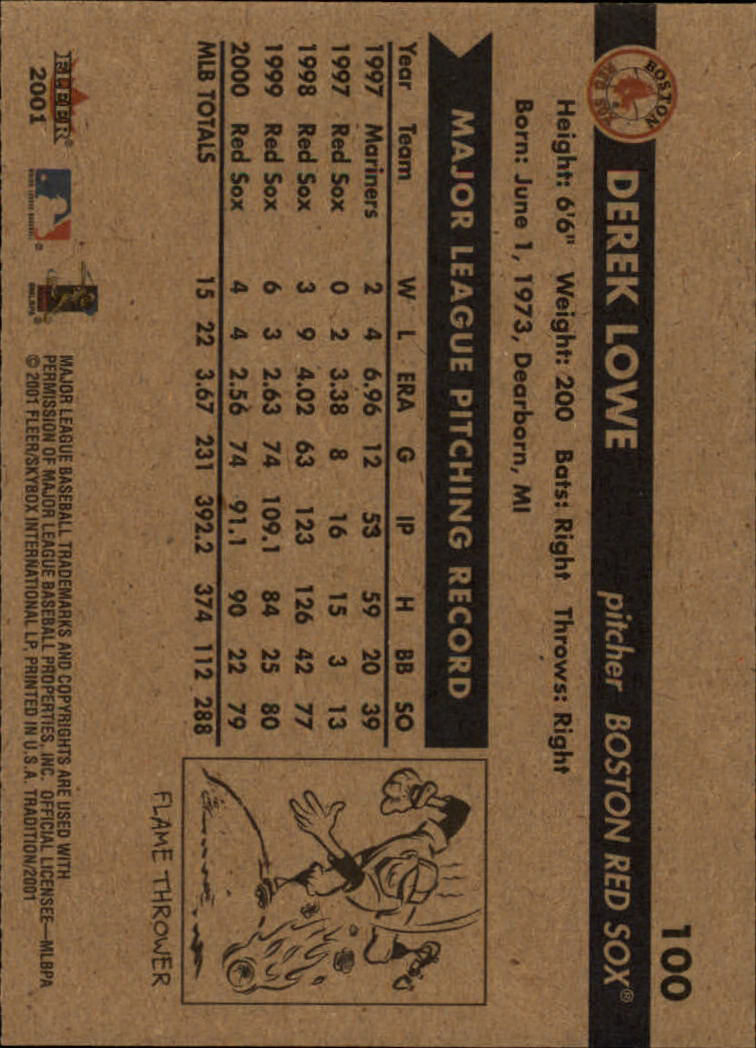 100
BOSTON RED SOX
DEREK LOWE pitcher BOSTON RED SOX®
Height: 6'6" Weight: 200 Bats: Right Throws: Right
Born: June 1, 1973, Dearborn, MI
MAJOR LEAGUE PITCHING RECORD
Year Team W L ERA G IP H BB SO
1997 Mariners 2 4 6.96 12 53 59 20 39
1997 Red Sox 0 2 3.38 8 16 15 3 13
1998 Red Sox 3 9 4.02 63 123 126 42 77
1999 Red Sox 6 3 2.63 74 109.1 84 25 80
2000 Red Sox 4 4 2.56 74 91.1 90 22 79
MLB TOTALS 15 22 3.67 231 392.2 374 112 288
FLAME THROWER
FLEER®
2001
MAJOR LEAGUE BASEBALL TRADEMARKS AND COPYRIGHTS ARE USED WITH
PERMISSION OF MAJOR LEAGUE BASEBALL PROPERTIES, INC. OFFICIAL LICENSEE—MLBPA
© 2001 FLEER/SKYBOX INTERNATIONAL LP, PRINTED IN U.S.A. TRADITION/2001